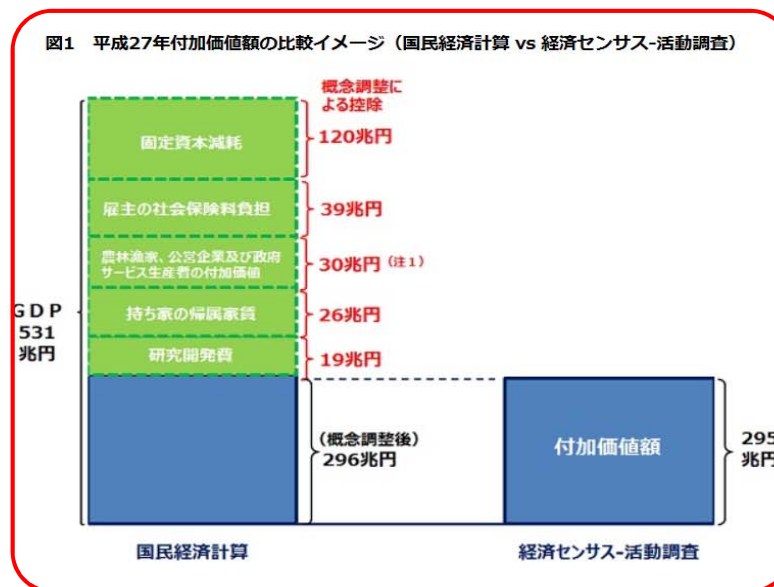 図1　平成27年付加価値額の比較イメージ（国民経済計算 vs 経済センサス-活動調査）
概念調整に
よる控除
固定資本減耗
120兆円
雇主の社会保険料負担
39兆円
農林漁家、公営企業及び政府
サービス生産者の付加価値
30兆円（注１）
持ち家の帰属家賃
26兆円
研究開発費
19兆円
ＧＤＰ
531
兆円
（概念調整後）
296兆円
付加価値額
295
兆円
国民経済計算
経済センサス-活動調査